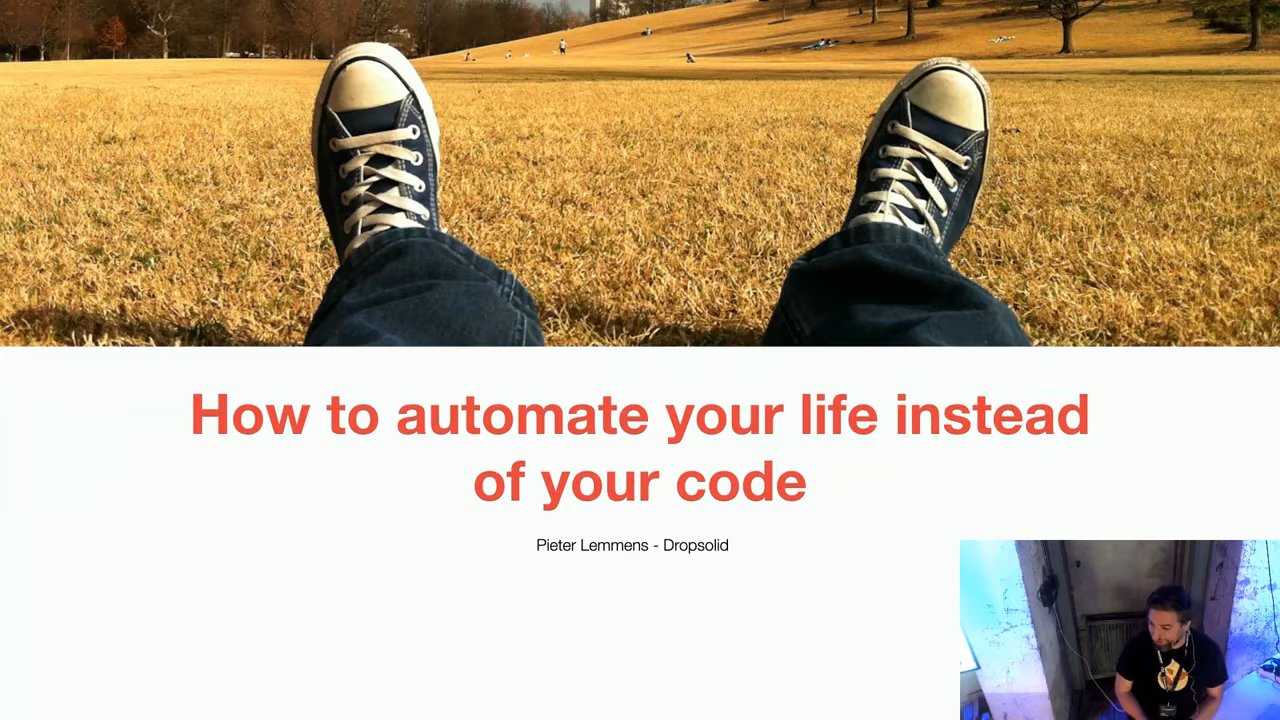 How to automate your life instead
of your code
Pieter Lemmens - Dropsolid